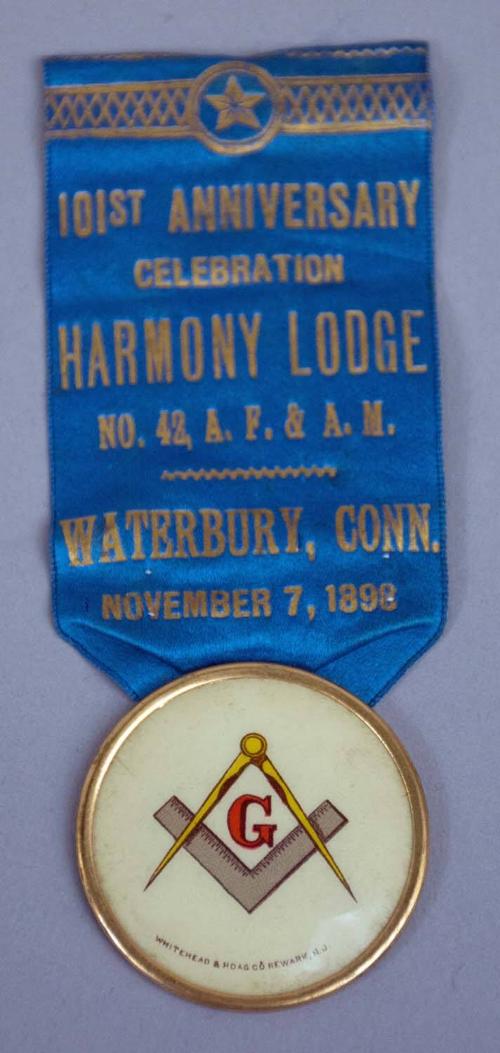 101ST ANNIVERSARY
CELEBRATION
HARMONY LODGE
NO. 42, A. F. & A. M.
WATERBURY, CONN.
NOVEMBER 7, 1898
G
WHITEHEAD & HOAG CO NEWARK, N.J.